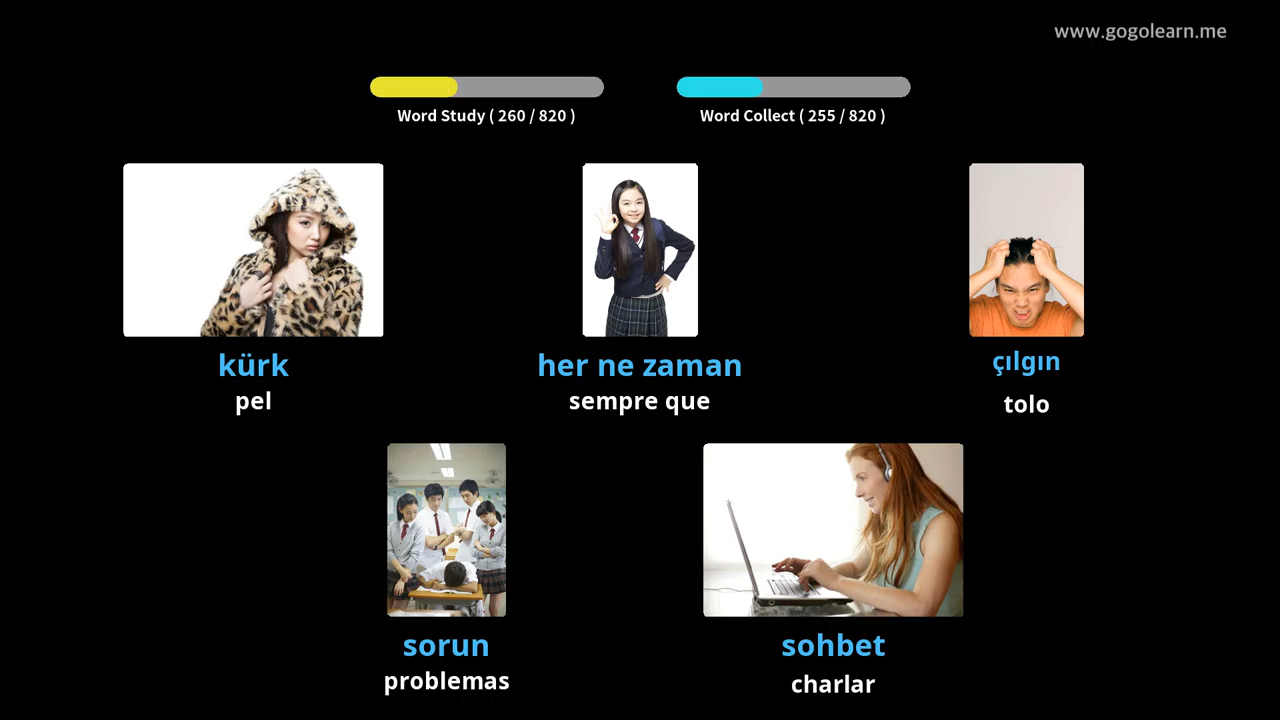 www.gogolearn.me
Word Study ( 260 / 820 )
Word Collect ( 255 / 820 )
kürk
pel
her ne zaman
sempre que
çılgın
tolo
sorun
problemas
sohbet
charlar